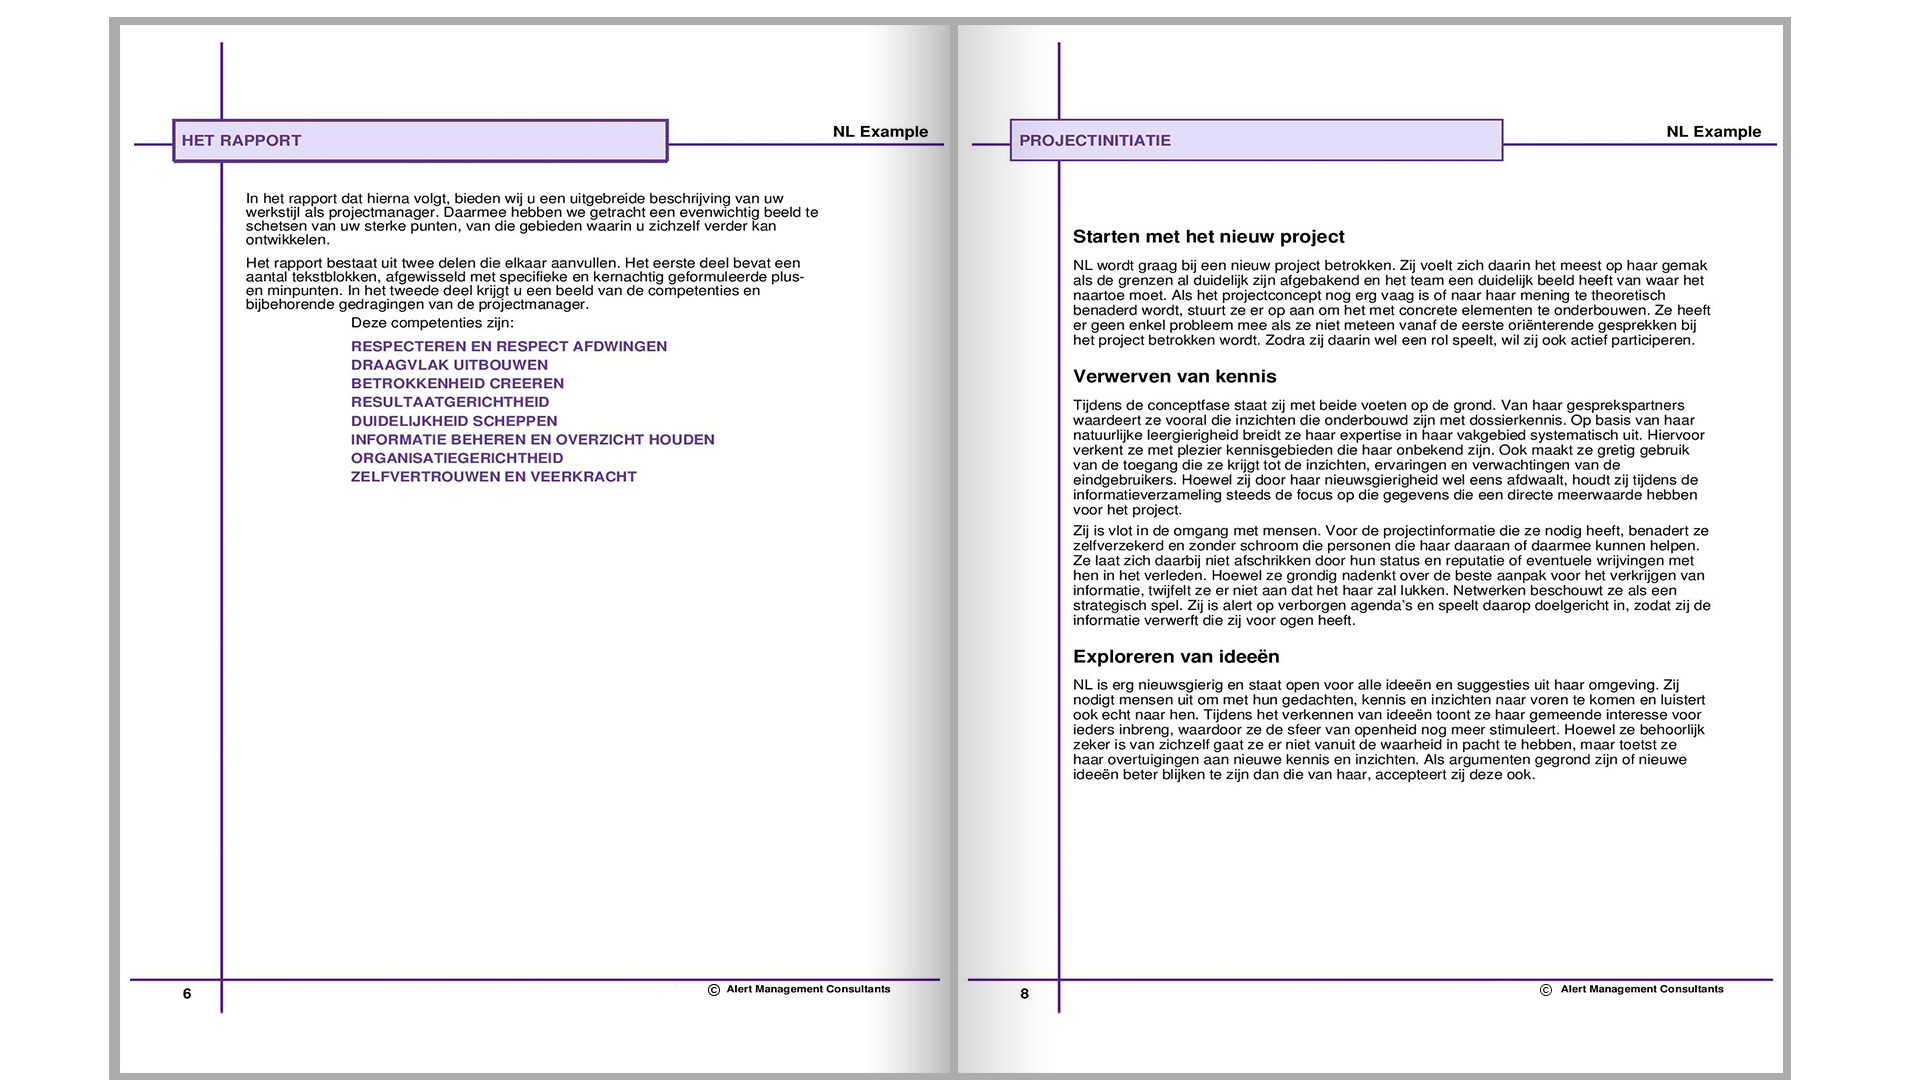 HET RAPPORT
NL Example
In het rapport dat hierna volgt, bieden wij u een uitgebreide beschrijving van uw
werkstijl als projectmanager. Daarmee hebben we getracht een evenwichtig beeld te
schetsen van uw sterke punten, van die gebieden waarin u zichzelf verder kan
ontwikkelen.
Het rapport bestaat uit twee delen die elkaar aanvullen. Het eerste deel bevat een
aantal tekstblokken, afgewisseld met specifieke en kernachtig geformuleerde plus-
en minpunten. In het tweede deel krijgt u een beeld van de competenties en
bijbehorende gedragingen van de projectmanager.
Deze competenties zijn:
RESPECTEREN EN RESPECT AFDWINGEN
DRAAGVLAK UITBOUWEN
BETROKKENHEID CREEREN
RESULTAATGERICHTHEID
DUIDELIJKHEID SCHEPPEN
INFORMATIE BEHEREN EN OVERZICHT HOUDEN
ORGANISATIEGERICHTHEID
ZELFVERTROUWEN EN VEERKRACHT
6
© Alert Management Consultants
PROJECTINITIATIE
NL Example
Starten met het nieuw project
NL wordt graag bij een nieuw project betrokken. Zij voelt zich daarin het meest op haar gemak
als de grenzen al duidelijk zijn afgebakend en het team een duidelijk beeld heeft van waar het
naartoe moet. Als het projectconcept nog erg vaag is of naar haar mening te theoretisch
benaderd wordt, stuurt ze er op aan om het met concrete elementen te onderbouwen. Ze heeft
er geen enkel probleem mee als ze niet meteen vanaf de eerste oriënterende gesprekken bij
het project betrokken wordt. Zodra zij daarin wel een rol speelt, wil zij ook actief participeren.
Verwerven van kennis
Tijdens de conceptfase staat zij met beide voeten op de grond. Van haar gesprekspartners
waardeert ze vooral die inzichten die onderbouwd zijn met dossierkennis. Op basis van haar
natuurlijke leergierigheid breidt ze haar expertise in haar vakgebied systematisch uit. Hiervoor
verkent ze met plezier kennisgebieden die haar onbekend zijn. Ook maakt ze gretig gebruik
van de toegang die ze krijgt tot de inzichten, ervaringen en verwachtingen van de
eindgebruikers. Hoewel zij door haar nieuwsgierigheid wel eens afdwaalt, houdt zij tijdens de
informatieverzameling steeds de focus op die gegevens die een directe meerwaarde hebben
voor het project.
Zij is vlot in de omgang met mensen. Voor de projectinformatie die ze nodig heeft, benadert ze
zelfverzekerd en zonder schroom die personen die haar daaraan of daarmee kunnen helpen.
Ze laat zich daarbij niet afschrikken door hun status en reputatie of eventuele wrijvingen met
hen in het verleden. Hoewel ze grondig nadenkt over de beste aanpak voor het verkrijgen van
informatie, twijfelt ze er niet aan dat het haar zal lukken. Netwerken beschouwt ze als een
strategisch spel. Zij is alert op verborgen agenda's en speelt daarop doelgericht in, zodat zij de
informatie verwerft die zij voor ogen heeft.
Exploreren van ideeën
NL is erg nieuwsgierig en staat open voor alle ideeën en suggesties uit haar omgeving. Zij
nodigt mensen uit om met hun gedachten, kennis en inzichten naar voren te komen en luistert
ook echt naar hen. Tijdens het verkennen van ideeën toont ze haar gemeende interesse voor
ieders inbreng, waardoor ze de sfeer van openheid nog meer stimuleert. Hoewel ze behoorlijk
zeker is van zichzelf gaat ze er niet vanuit de waarheid in pacht te hebben, maar toetst ze
haar overtuigingen aan nieuwe kennis en inzichten. Als argumenten gegrond zijn of nieuwe
ideeën beter blijken te zijn dan die van haar, accepteert zij deze ook.
8
© Alert Management Consultants